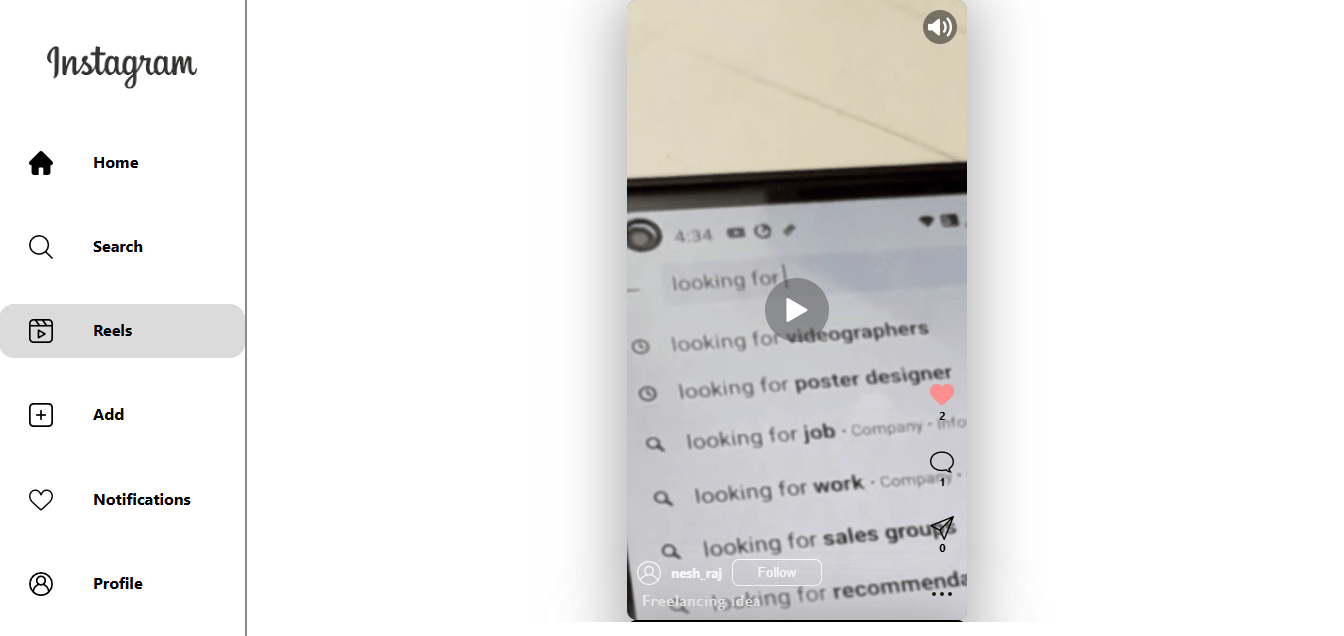 Instagram
Home
Search
Reels
Add
Notifications
Profile
4:34
looking for
looking for videographers
looking for poster designer
looking for job · Company · Info
looking for work · Company ·
looking for sales groups
looking for recommenda
2
1
0
nesh_raj Follow
Freelancing idea